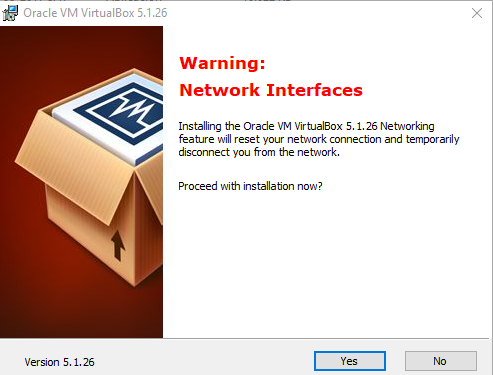 Oracle VM VirtualBox 5.1.26
Warning:
Network Interfaces
Installing the Oracle VM VirtualBox 5.1.26 Networking
feature will reset your network connection and temporarily
disconnect you from the network.
Proceed with installation now?
Version 5.1.26
Yes
No